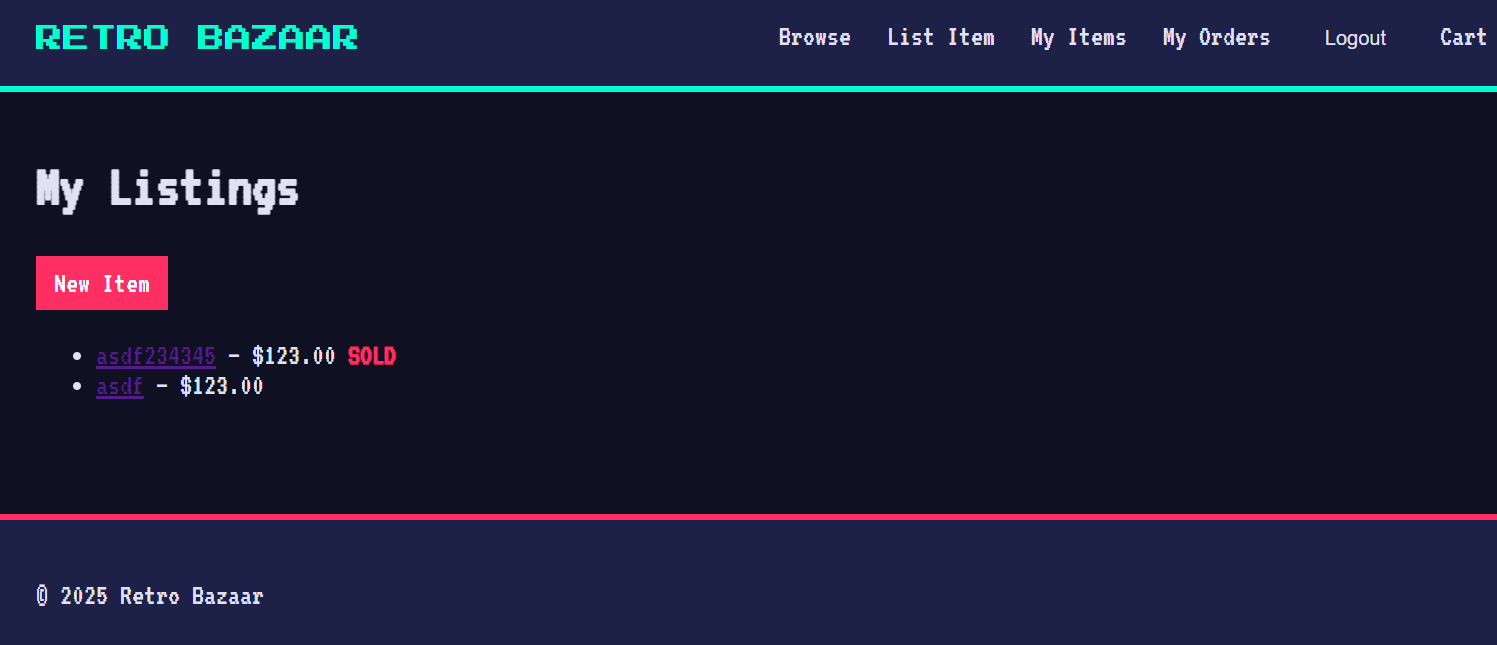 RETRO BAZAAR
Browse List Item My Items My Orders Logout Cart
My Listings
New Item
asdf234345 - $123.00 SOLD
asdf - $123.00
© 2025 Retro Bazaar